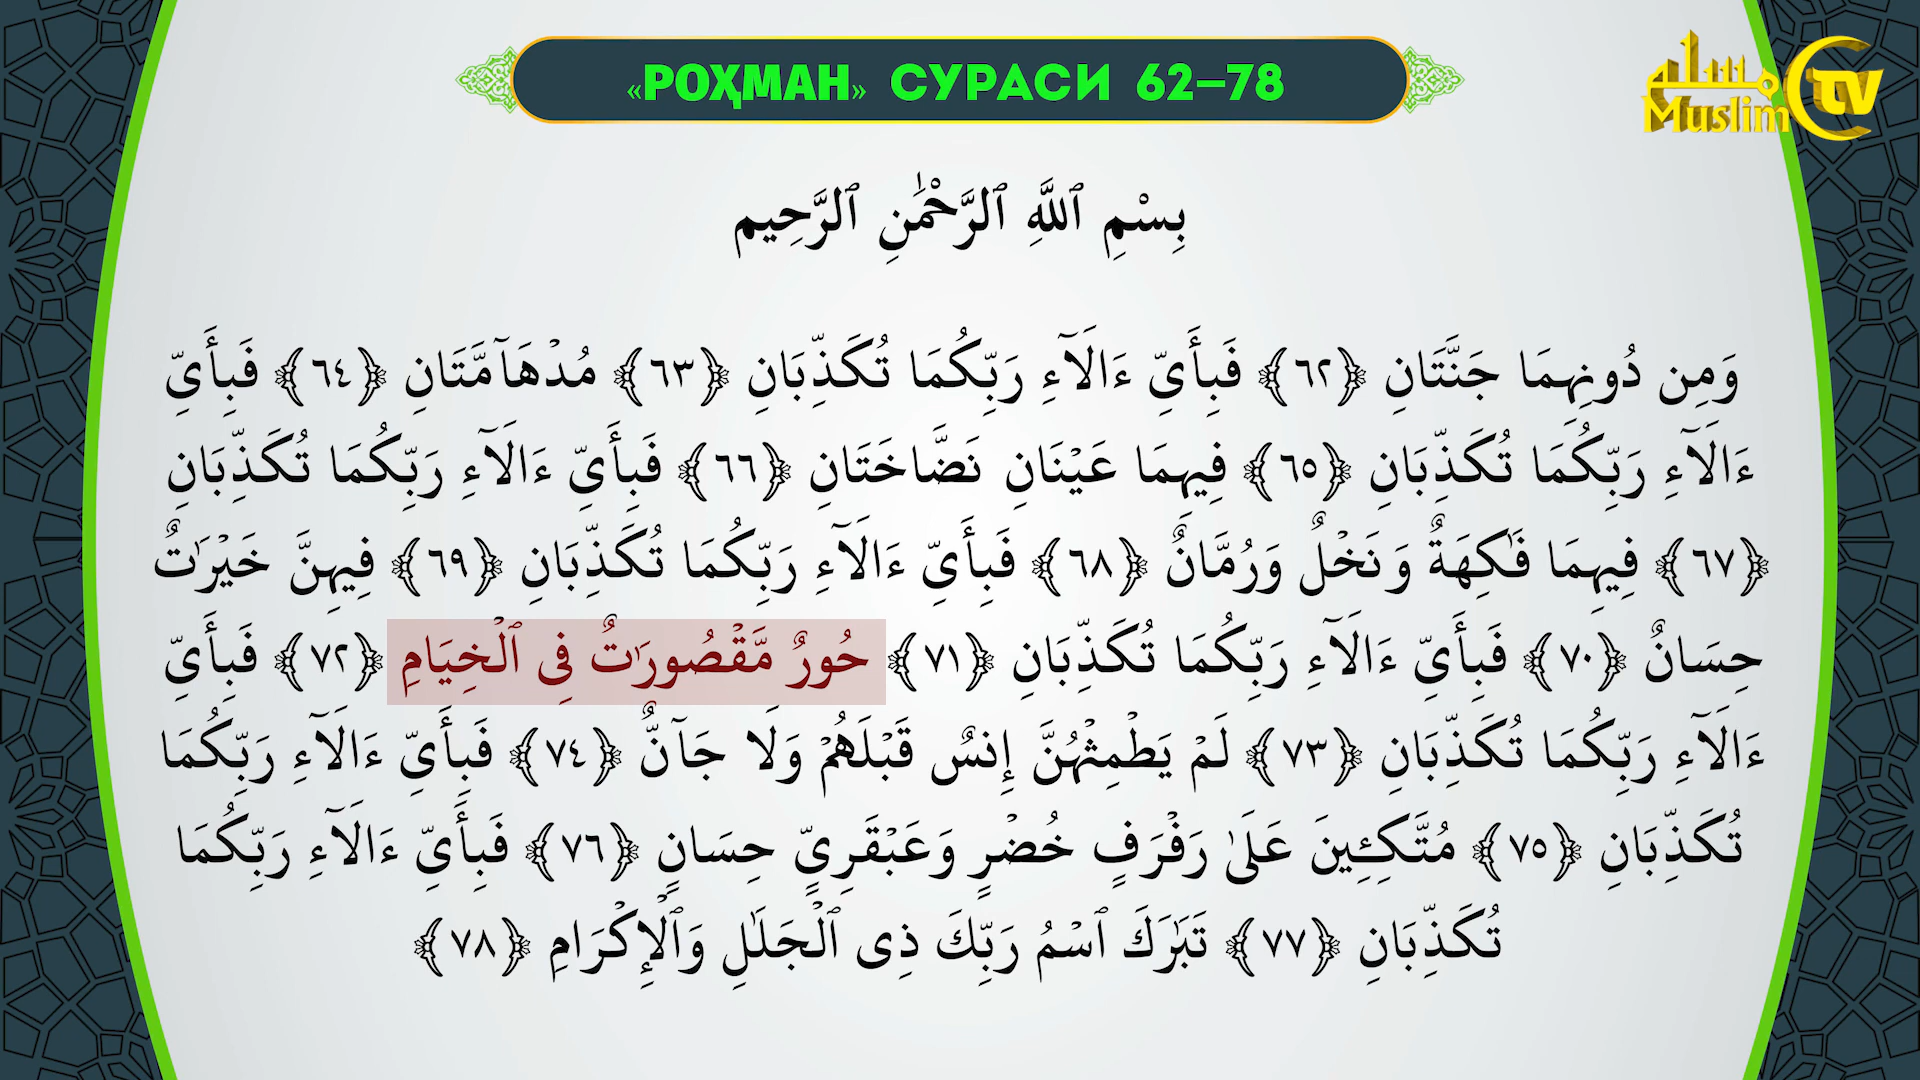 «РОҲМАН» СУРАСИ 62–78
مسلم
Muslim tv
بِسْمِ ٱللَّهِ ٱلرَّحْمَٰنِ ٱلرَّحِيمِ
وَمِن دُونِهِمَا جَنَّتَانِ ﴿٦٢﴾ فَبِأَىِّ ءَالَآءِ رَبِّكُمَا تُكَذِّبَانِ ﴿٦٣﴾ مُدْهَآمَّتَانِ ﴿٦٤﴾ فَبِأَىِّ
ءَالَآءِ رَبِّكُمَا تُكَذِّبَانِ ﴿٦٥﴾ فِيهِمَا عَيْنَانِ نَضَّاخَتَانِ ﴿٦٦﴾ فَبِأَىِّ ءَالَآءِ رَبِّكُمَا تُكَذِّبَانِ
﴿٦٧﴾ فِيهِمَا فَٰكِهَةٌ وَنَخْلٌ وَرُمَّانٌ ﴿٦٨﴾ فَبِأَىِّ ءَالَآءِ رَبِّكُمَا تُكَذِّبَانِ ﴿٦٩﴾ فِيهِنَّ خَيْرَٰتٌ
حِسَانٌ ﴿٧٠﴾ فَبِأَىِّ ءَالَآءِ رَبِّكُمَا تُكَذِّبَانِ ﴿٧١﴾ حُورٌ مَّقْصُورَٰتٌ فِى ٱلْخِيَامِ ﴿٧٢﴾ فَبِأَىِّ
ءَالَآءِ رَبِّكُمَا تُكَذِّبَانِ ﴿٧٣﴾ لَمْ يَطْمِثْهُنَّ إِنسٌ قَبْلَهُمْ وَلَا جَآنٌّ ﴿٧٤﴾ فَبِأَىِّ ءَالَآءِ رَبِّكُمَا
تُكَذِّبَانِ ﴿٧٥﴾ مُتَّكِـِٔينَ عَلَىٰ رَفْرَفٍ خُضْرٍ وَعَبْقَرِىٍّ حِسَانٍ ﴿٧٦﴾ فَبِأَىِّ ءَالَآءِ رَبِّكُمَا
تُكَذِّبَانِ ﴿٧٧﴾ تَبَٰرَكَ ٱسْمُ رَبِّكَ ذِى ٱلْجَلَٰلِ وَٱلْإِكْرَامِ ﴿٧٨﴾